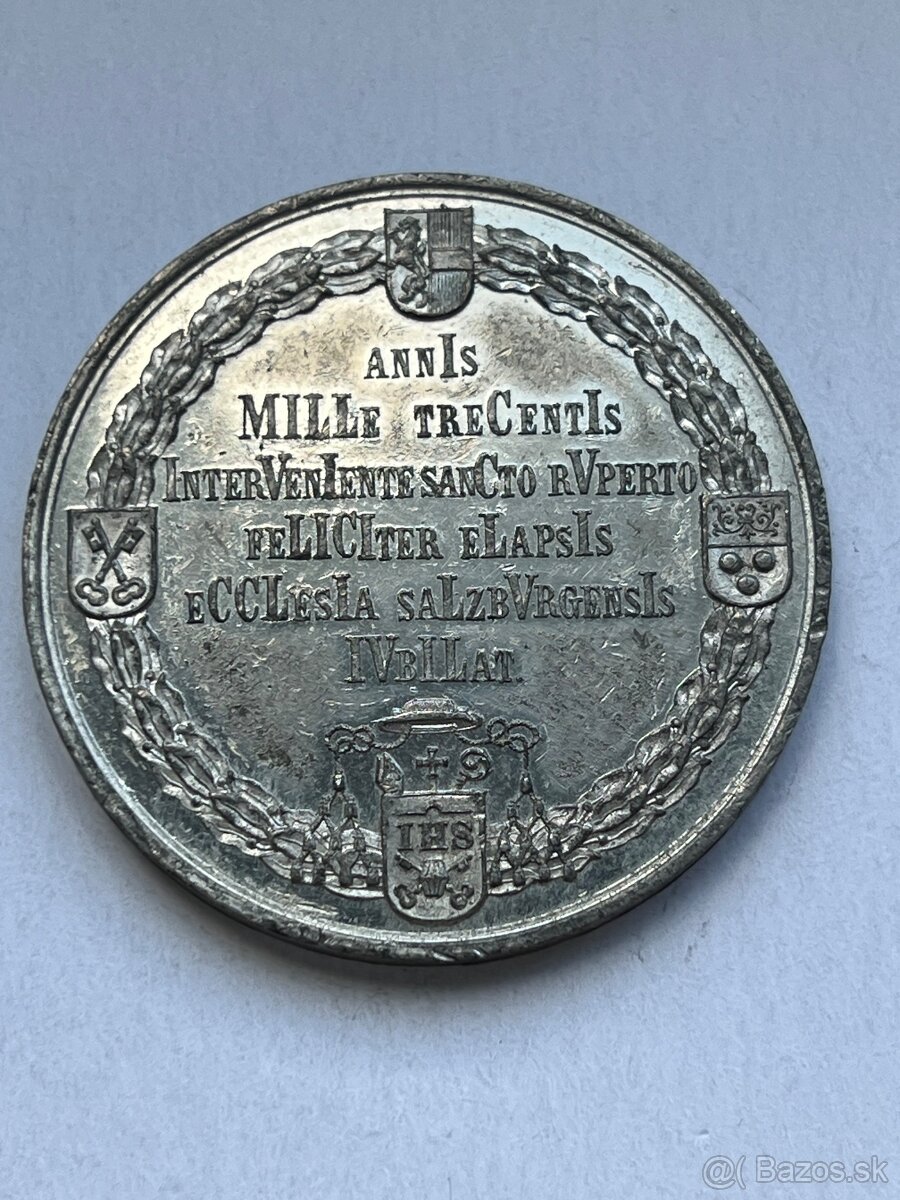 ANNIS
MILLE TRECENTIS
INTERVENIENTE SANCTO RVPERTO
FELICITER ELAPSIS
ECCLESIA SALZBVRGENSIS
IVBILAT.
IHS
@( Bazos.sk